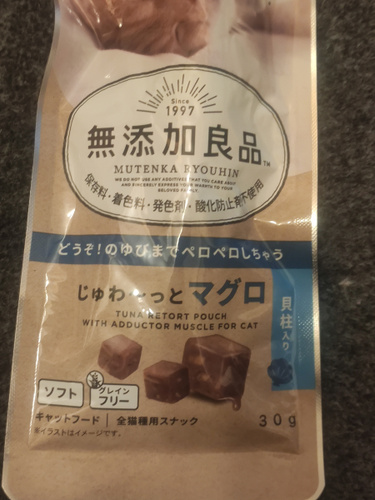 Since
1997
無添加良品™
MUTENKA RYOUHIN
WE DO NOT USE ANY ADDITIVES THAT YOU CARE ABOUT
AND SINCERELY EXPRESS YOUR WANTS TO YOUR
BELOVED FAMILY.
保存料・着色料・発色剤・酸化防止剤不使用
どうぞ!のゆびまでペロペロしちゃう
じゅわ〜っとマグロ
TUNA RETORT POUCH
WITH ADDUCTOR MUSCLE FOR CAT
貝柱入り
ソフト
グレイン
フリー
キャットフード | 全猫種用スナック
※イラストはイメージです。
30g